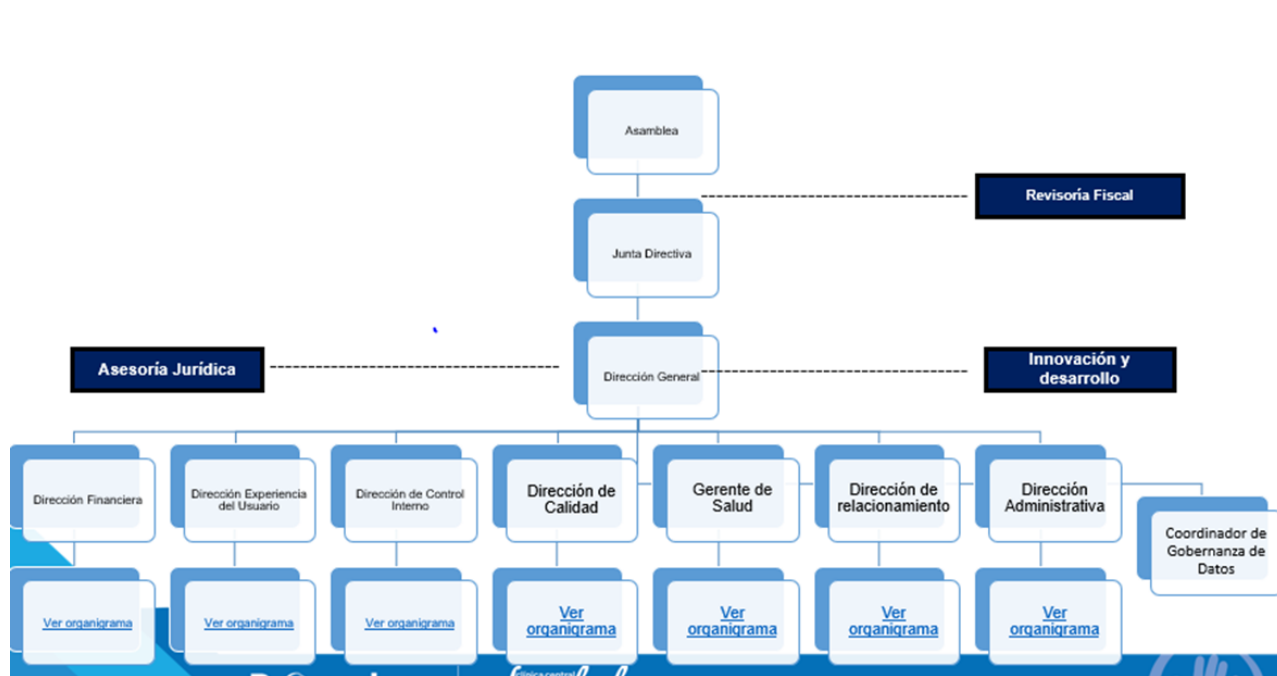 Asamblea
Revisoría Fiscal
Junta Directiva
Asesoría Jurídica
Dirección General
Innovación y
desarrollo
Dirección Financiera
Dirección Experiencia
del Usuario
Dirección de Control
Interno
Dirección de
Calidad
Gerente de
Salud
Dirección de
relacionamiento
Dirección
Administrativa
Coordinador de
Gobernanza de
Datos
Ver organigrama
Ver organigrama
Ver organigrama
Ver
organigrama
Ver
organigrama
Ver
organigrama
Ver
organigrama
clínica central